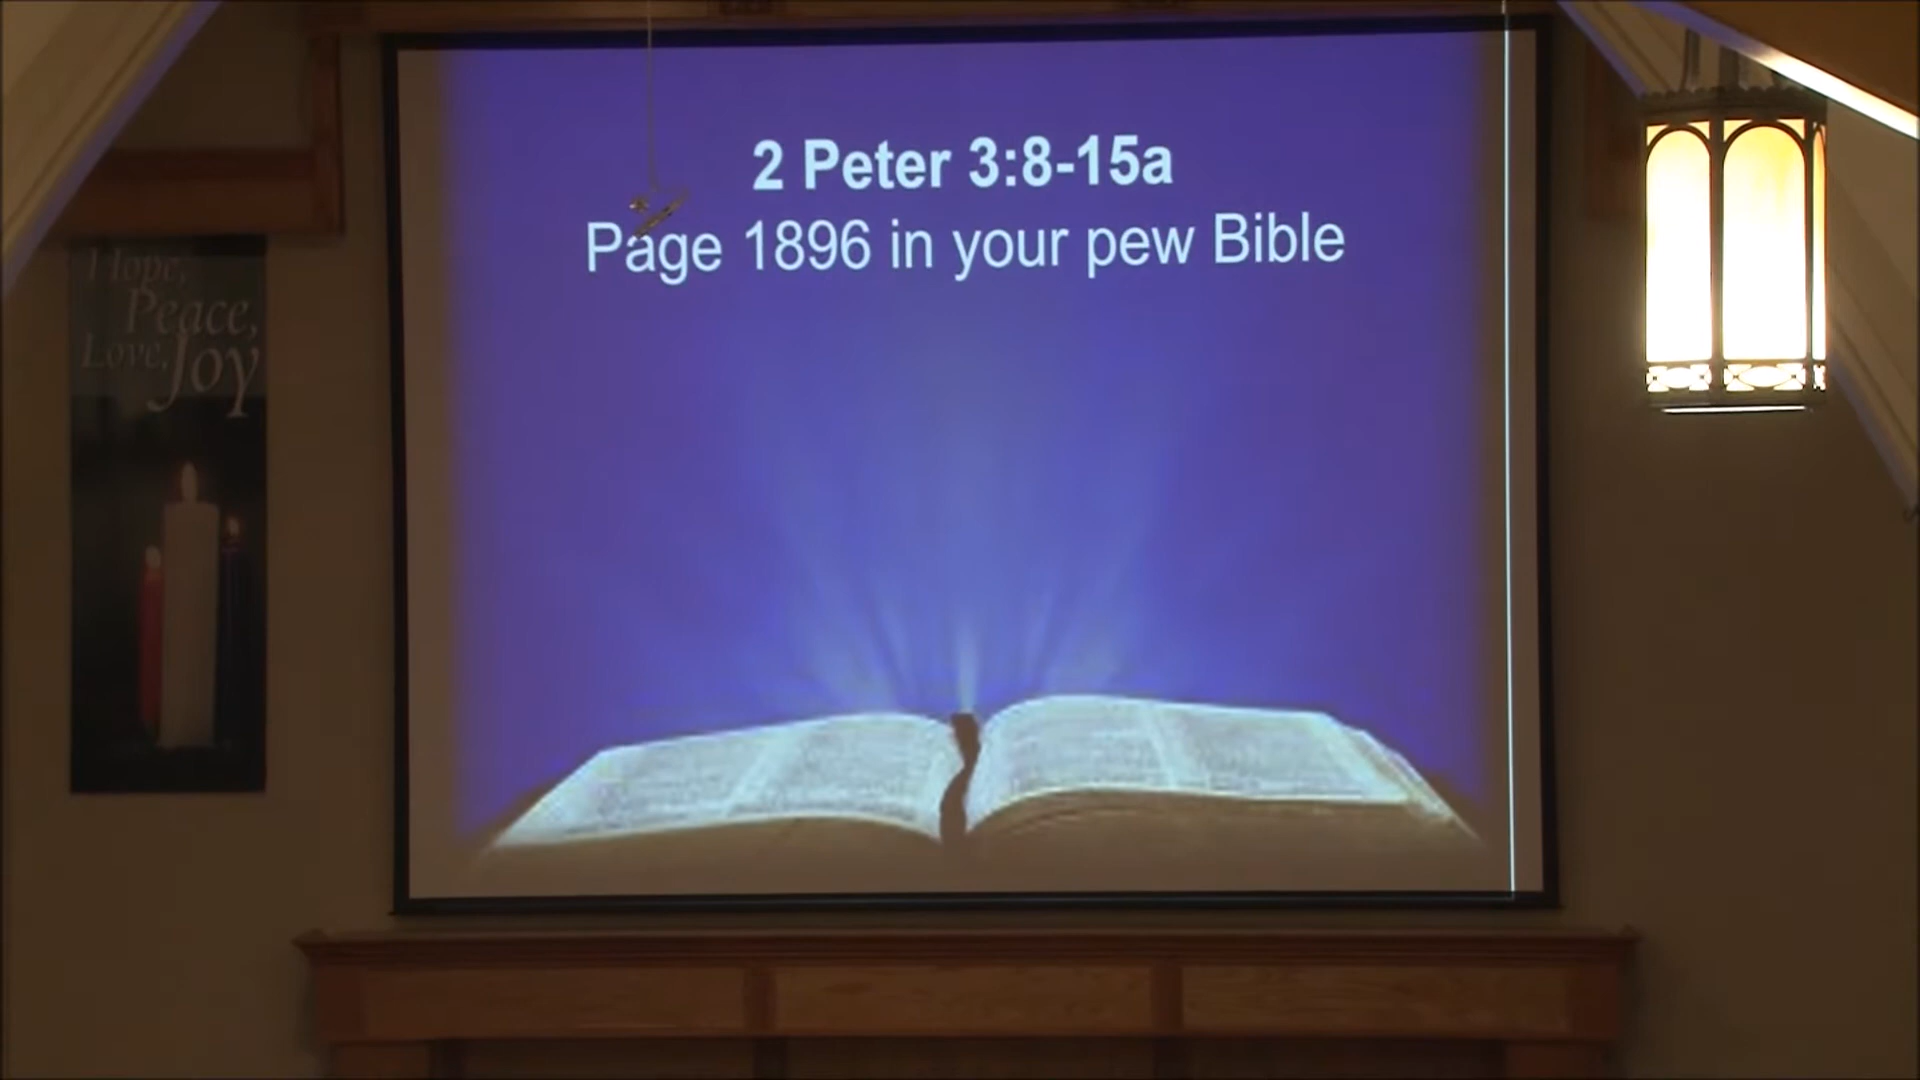 2 Peter 3:8-15a
Page 1896 in your pew Bible
Hope,
Peace,
Love, Joy